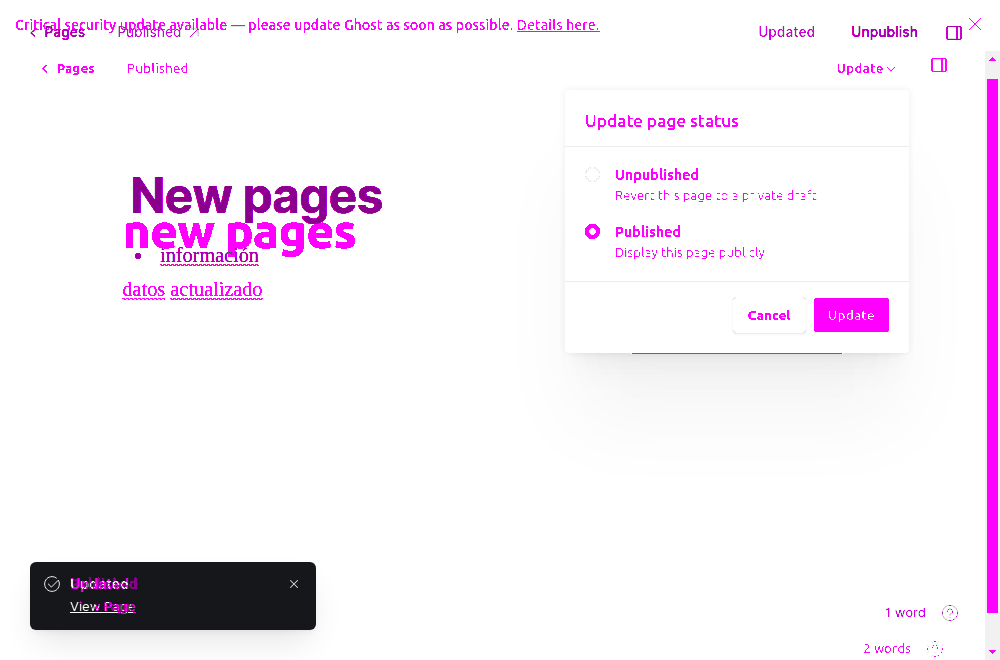 Critical security update available — please update Ghost as soon as possible. Details here.
Pages Published Updated Unpublish
Pages Published Update
Update page status
Unpublished
Revert this page to a private draft
Published
Display this page publicly
Cancel Update
New pages
new pages
información
datos actualizado
Updated
View Page
1 word
2 words